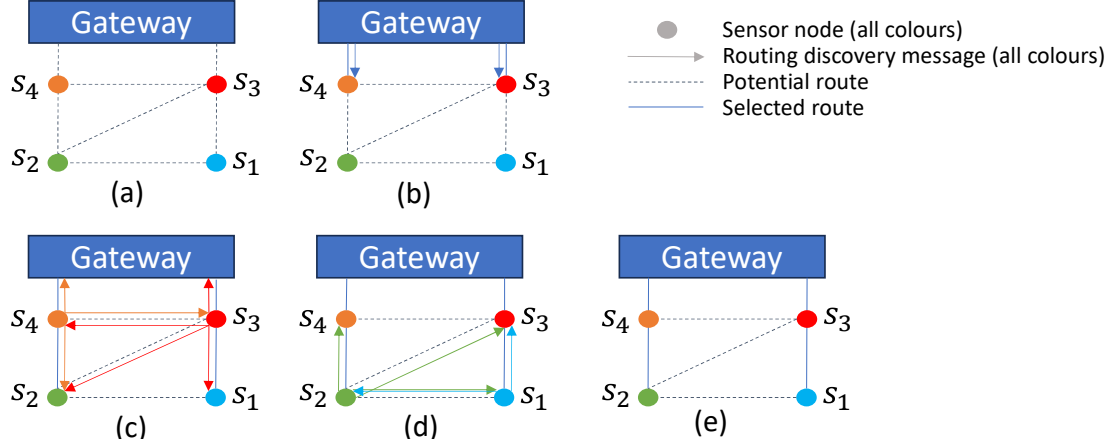 Gateway
Gateway
Sensor node (all colours)
Routing discovery message (all colours)
Potential route
Selected route
s4 s3
s4 s3
s2 s1
s2 s1
(a)
(b)
Gateway
Gateway
Gateway
s4 s3
s4 s3
s4 s3
s2 s1
s2 s1
s2 s1
(c)
(d)
(e)